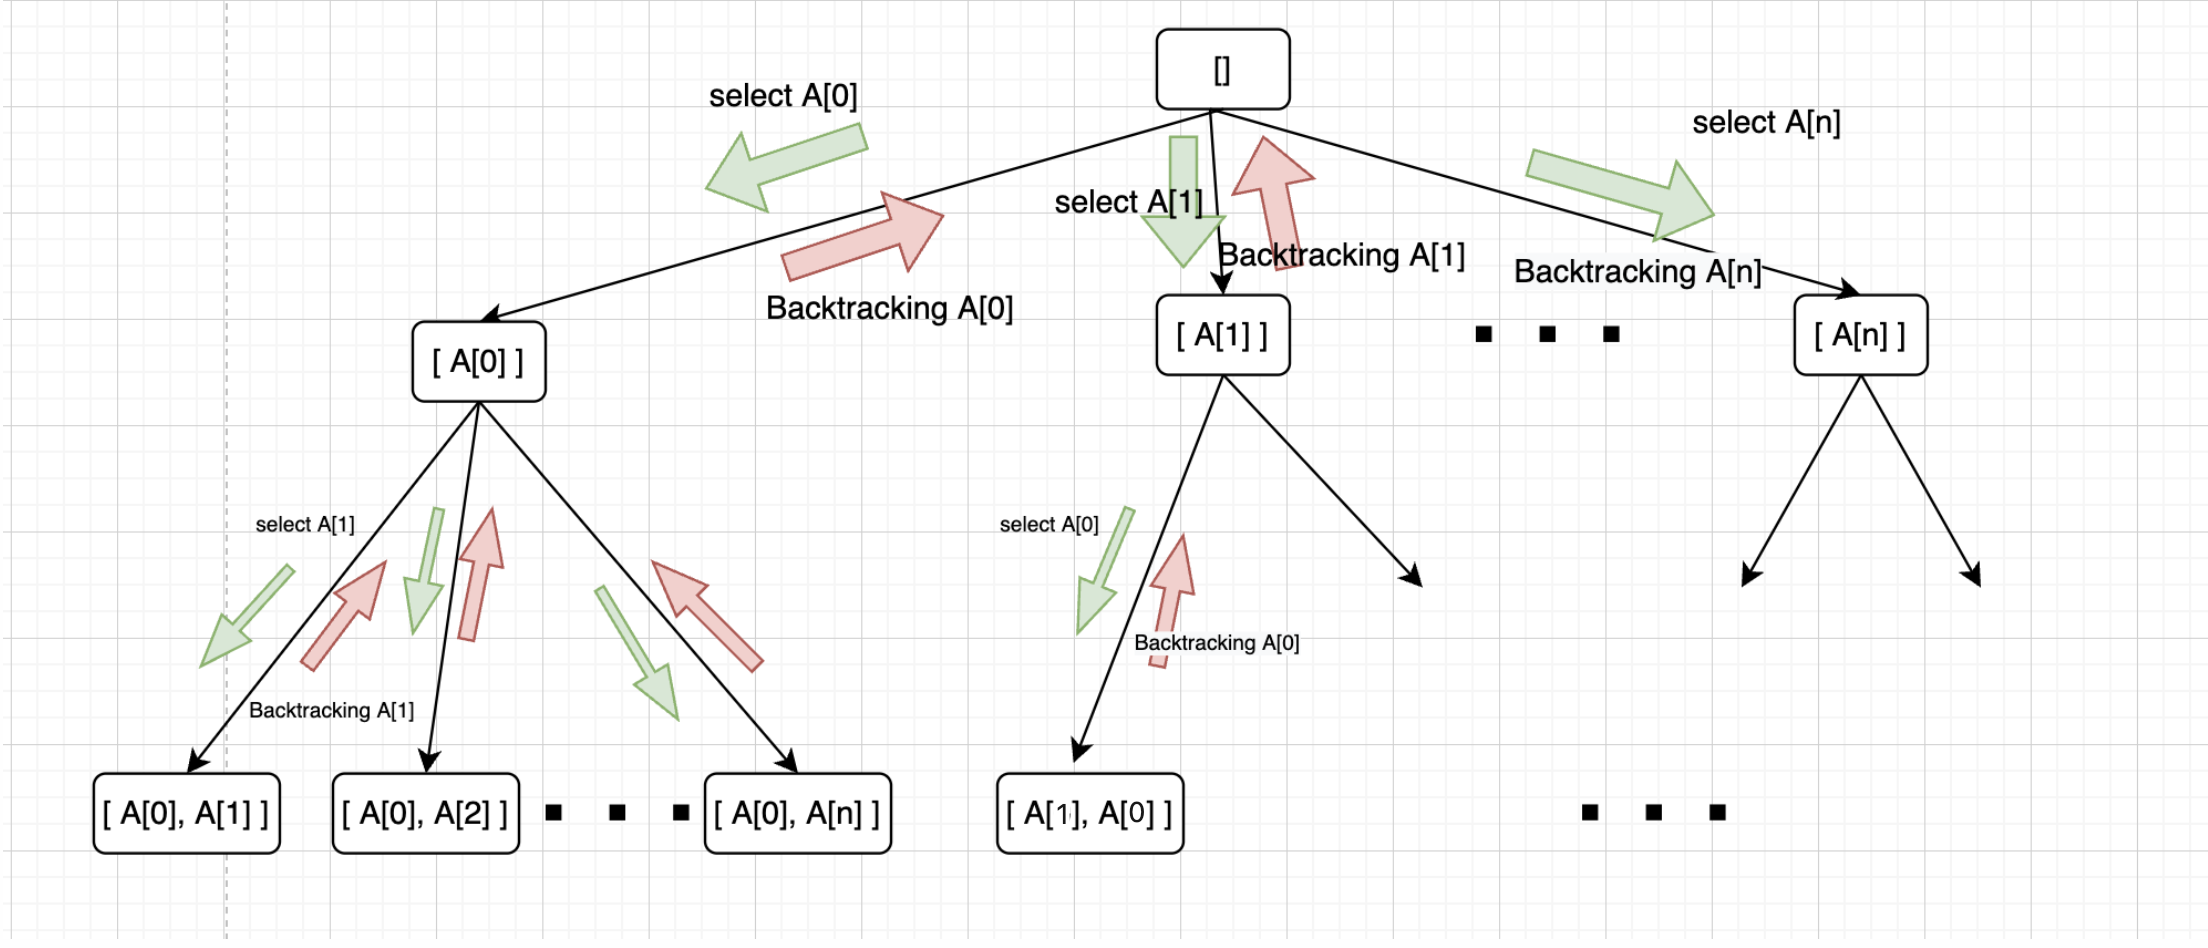 []
select A[0]
select A[n]
select A[1]
Backtracking A[1]
Backtracking A[n]
Backtracking A[0]
[ A[0] ]
[ A[1] ]
[ A[n] ]
select A[1]
select A[0]
Backtracking A[0]
Backtracking A[1]
[ A[0], A[1] ]
[ A[0], A[2] ]
[ A[0], A[n] ]
[ A[1], A[0] ]